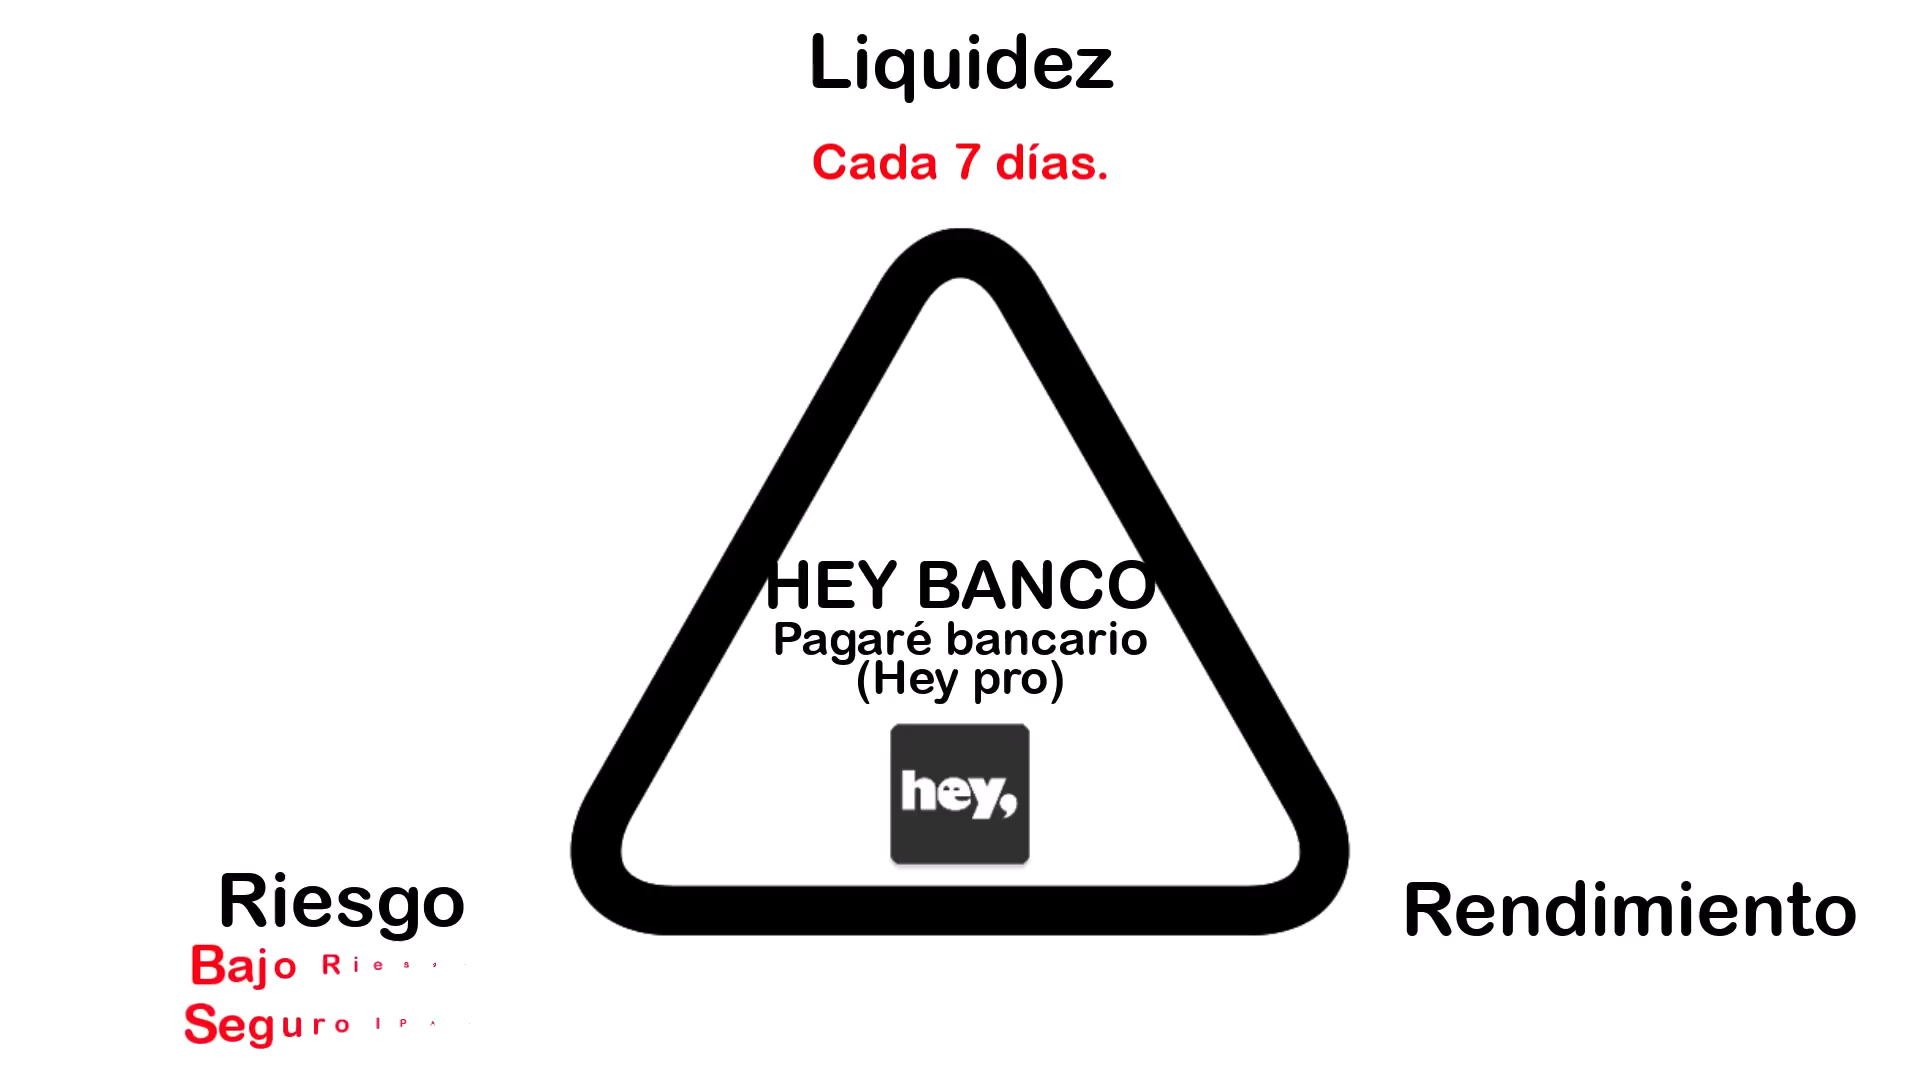 Liquidez
Cada 7 días.
HEY BANCO
Pagaré bancario
(Hey pro)
hey,
Riesgo
Rendimiento
Bajo
Seguro